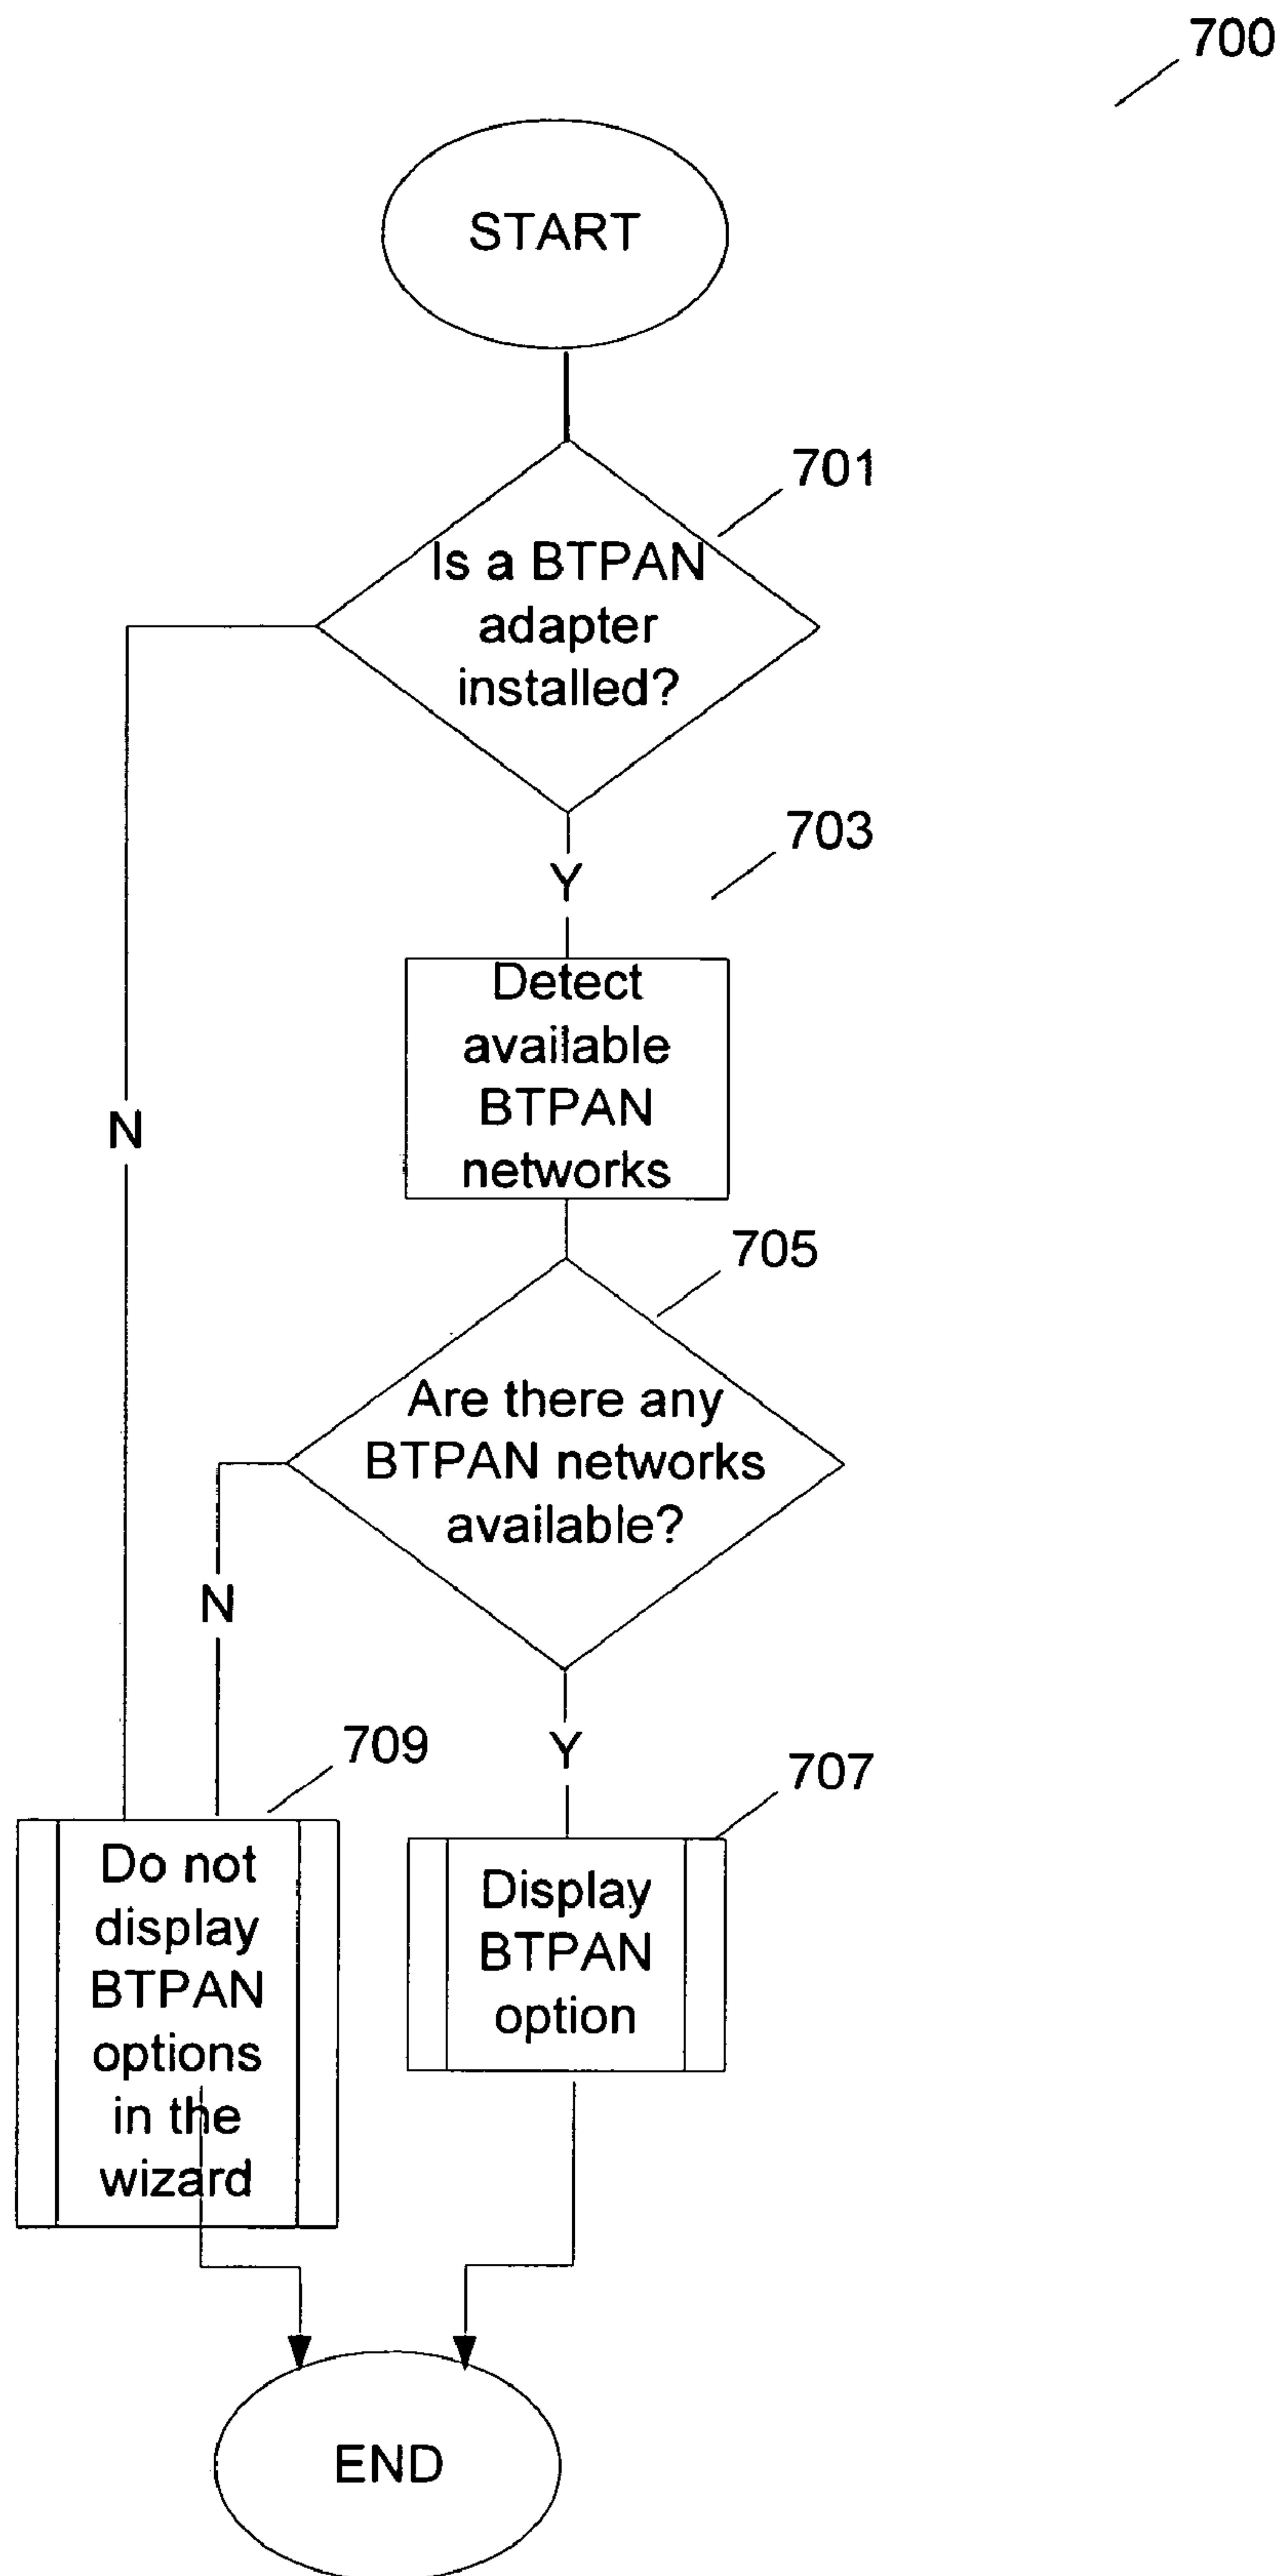 700
START
701
Is a BTPAN
adapter
installed?
703
Y
Detect
available
BTPAN
networks
N
705
Are there any
BTPAN networks
available?
N
Y
709
707
Do not
display
BTPAN
options
in the
wizard
Display
BTPAN
option
END